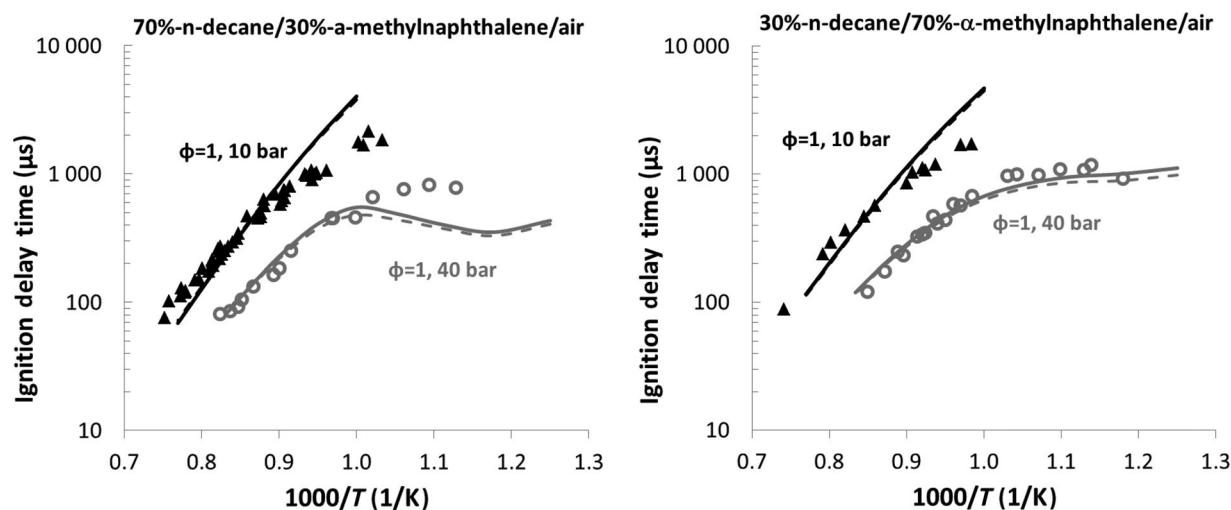 70%-n-decane/30%-a-methylnaphthalene/air
10 000
1 000
100
10
Ignition delay time (µs)
ϕ=1, 10 bar
ϕ=1, 40 bar
0.7 0.8 0.9 1.0 1.1 1.2 1.3
1000/T (1/K)
30%-n-decane/70%-α-methylnaphthalene/air
10 000
1 000
100
10
Ignition delay time (µs)
ϕ=1, 10 bar
ϕ=1, 40 bar
0.7 0.8 0.9 1.0 1.1 1.2 1.3
1000/T (1/K)